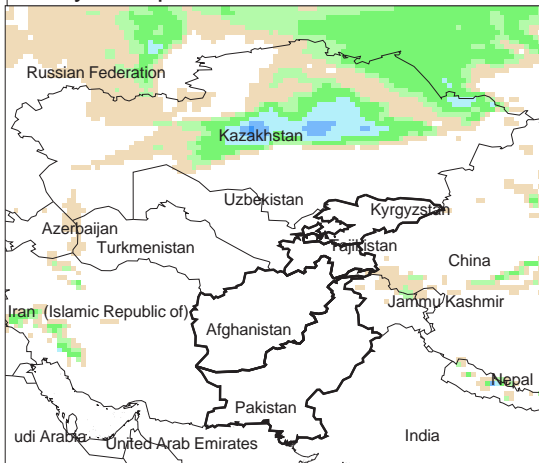 Russian Federation
Kazakhstan
Uzbekistan
Kyrgyzstan
Azerbaijan
Turkmenistan
Tajikistan
China
Iran (Islamic Republic of)
Jammu/Kashmir
Afghanistan
Nepal
Pakistan
udi Arabia
United Arab Emirates
India